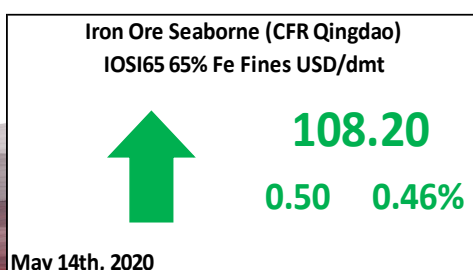 Iron Ore Seaborne (CFR Qingdao)
IOSI65 65% Fe Fines USD/dmt
108.20
0.50 0.46%
May 14th, 2020